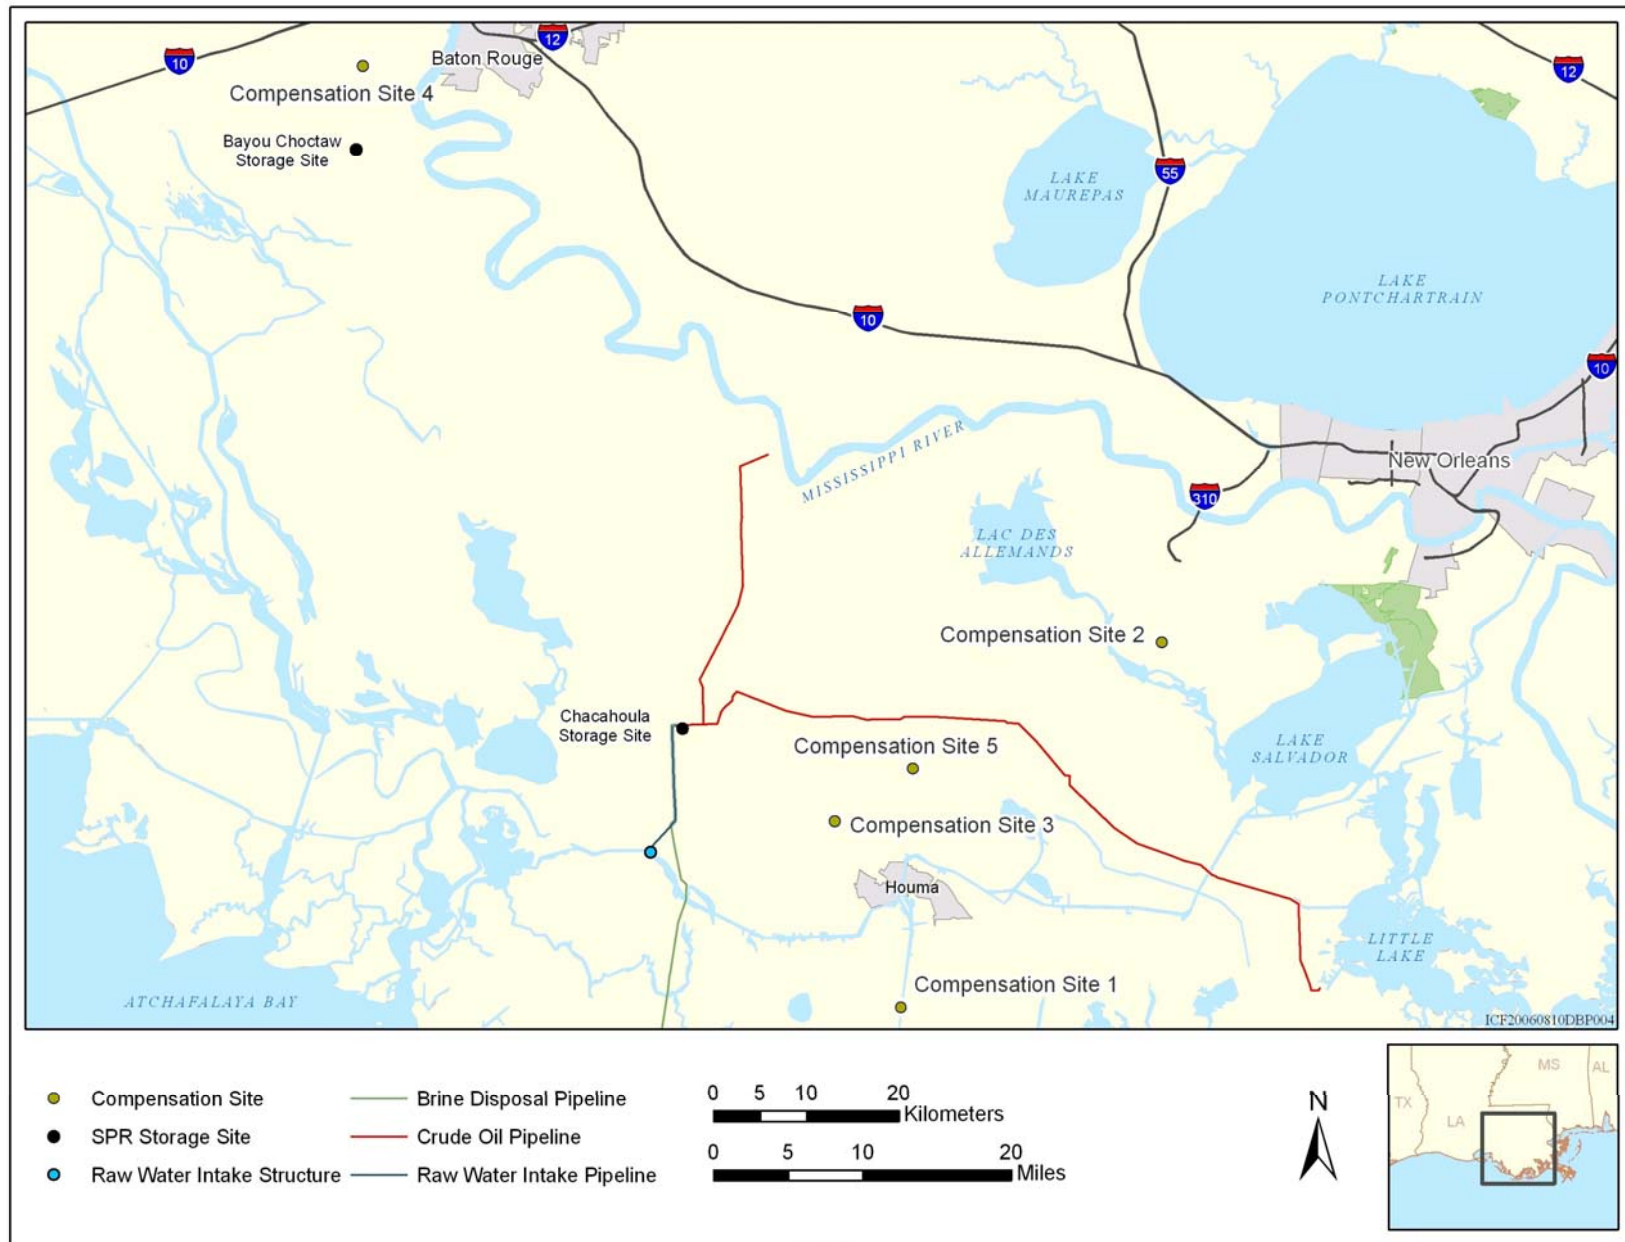 10
12
Baton Rouge
12
Compensation Site 4
Bayou Choctaw
Storage Site
55
LAKE
MAUREPAS
LAKE
PONTCHARTRAIN
10
10
MISSISSIPPI RIVER
New Orleans
310
LAC DES
ALLEMANDS
Compensation Site 2
Chacahoula
Storage Site
Compensation Site 5
LAKE
SALVADOR
Compensation Site 3
Houma
LITTLE
LAKE
Compensation Site 1
ATCHAFALAYA BAY
ICF20060810DBP004
Compensation Site
SPR Storage Site
Raw Water Intake Structure
Brine Disposal Pipeline
Crude Oil Pipeline
Raw Water Intake Pipeline
0 5 10 20
Kilometers
0 5 10 20
Miles
N
MS
AL
TX
LA